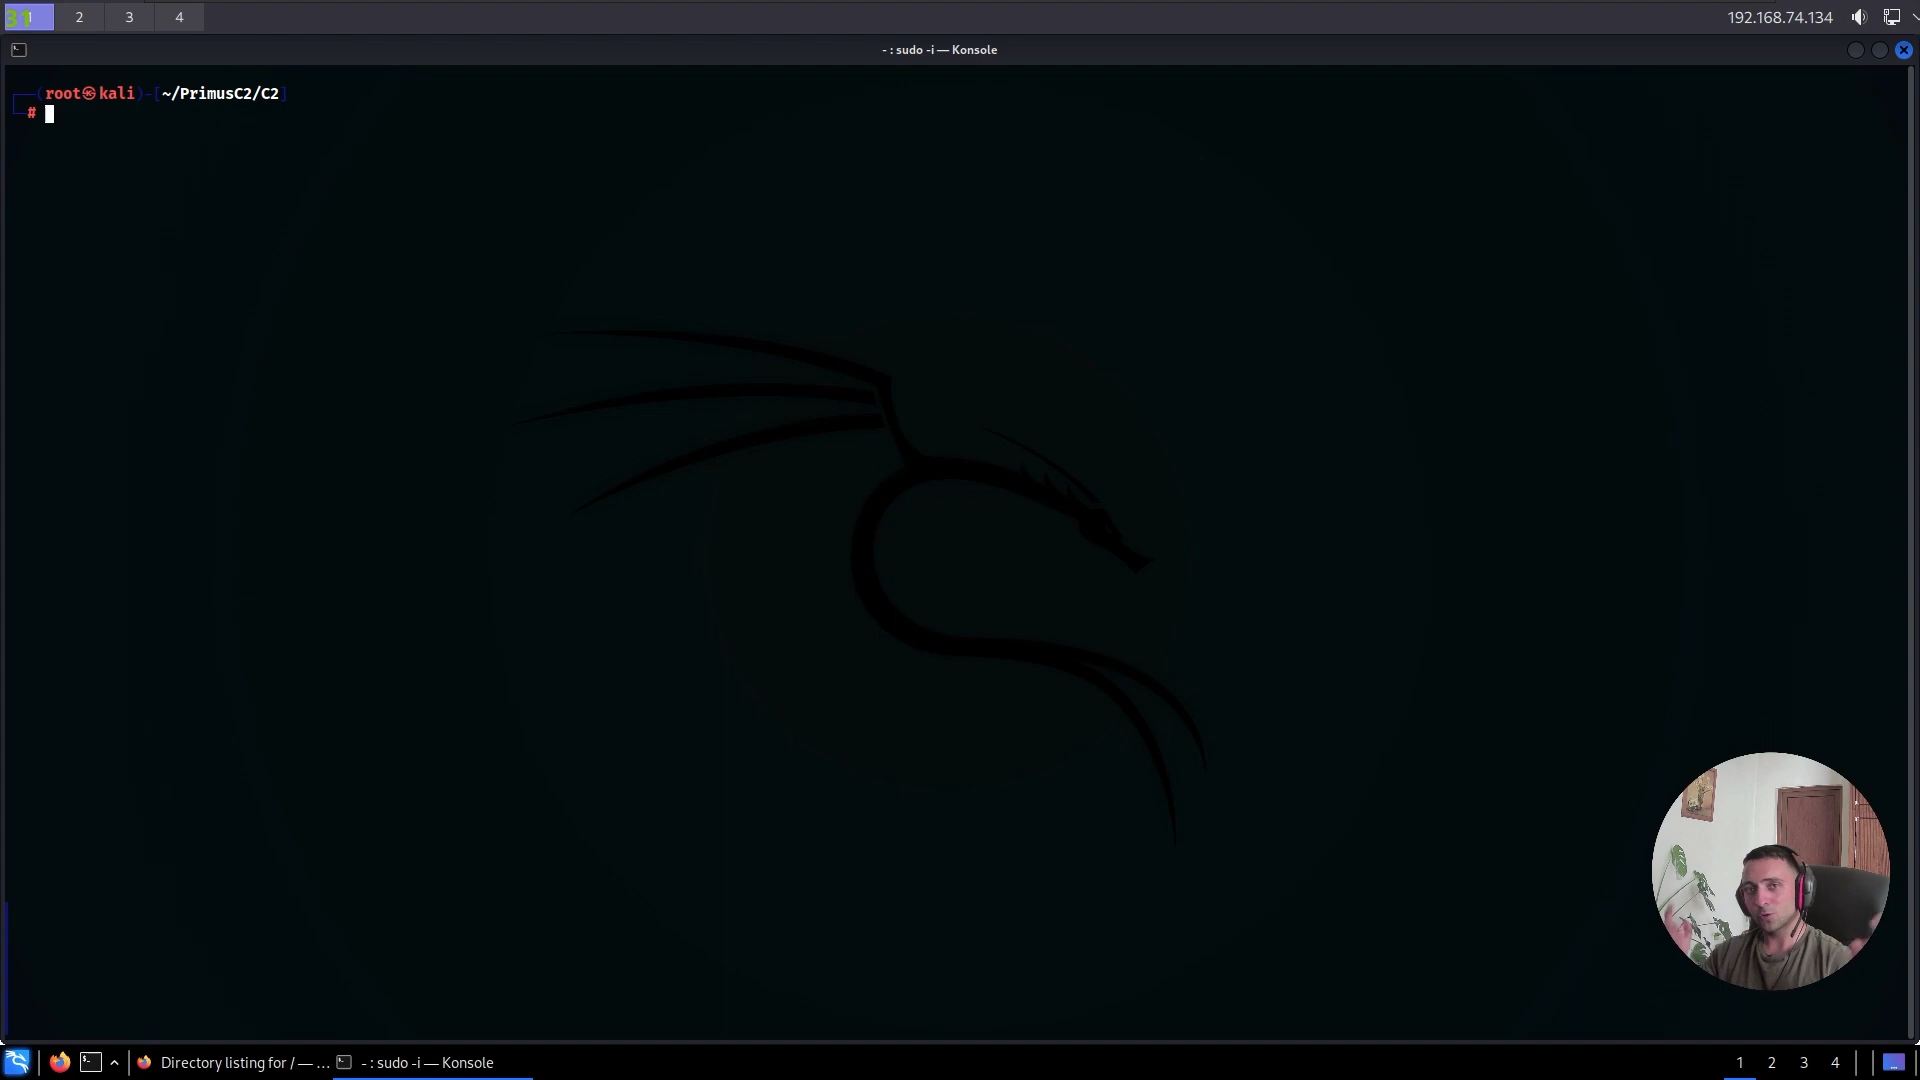 31
2
3
4
192.168.74.134
- : sudo -i — Konsole
(root㉿kali)-[~/PrimusC2/C2]
#
Directory listing for / — ...
- : sudo -i — Konsole
1
2
3
4